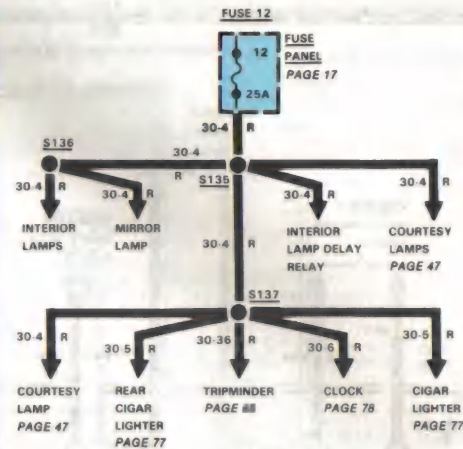 FUSE 12
FUSE
PANEL
PAGE 17
12
25A
30-4 R
S136
30-4
R
S135
30-4 R
30-4 R
30-4 R
30-4 R
INTERIOR
LAMPS
MIRROR
LAMP
30-4 R
INTERIOR
LAMP DELAY
RELAY
COURTESY
LAMPS
PAGE 47
S137
30-4 R
30-5 R
30-36 R
30-6 R
30-5 R
COURTESY
LAMP
PAGE 47
REAR
CIGAR
LIGHTER
PAGE 77
TRIPMINDER
PAGE
CLOCK
PAGE 78
CIGAR
LIGHTER
PAGE 77